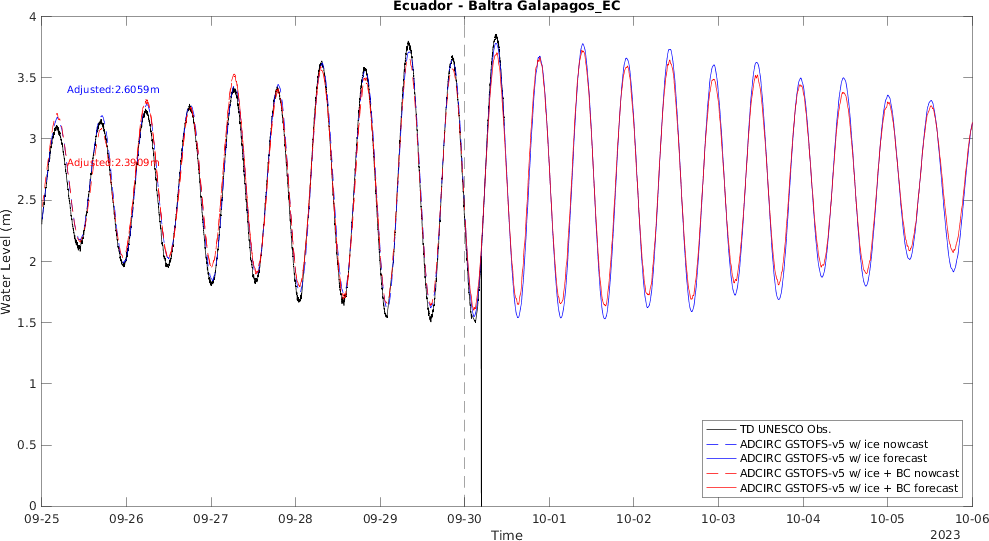 Ecuador - Baltra Galapagos_EC
4
3.5
3
2.5
2
1.5
1
0.5
0
Water Level (m)
Adjusted:2.6059m
Adjusted:2.3909m
TD UNESCO Obs.
ADCIRC GSTOFS-v5 w/ ice nowcast
ADCIRC GSTOFS-v5 w/ ice forecast
ADCIRC GSTOFS-v5 w/ ice + BC nowcast
ADCIRC GSTOFS-v5 w/ ice + BC forecast
09-25 09-26 09-27 09-28 09-29 09-30 10-01 10-02 10-03 10-04 10-05 10-06
Time
2023